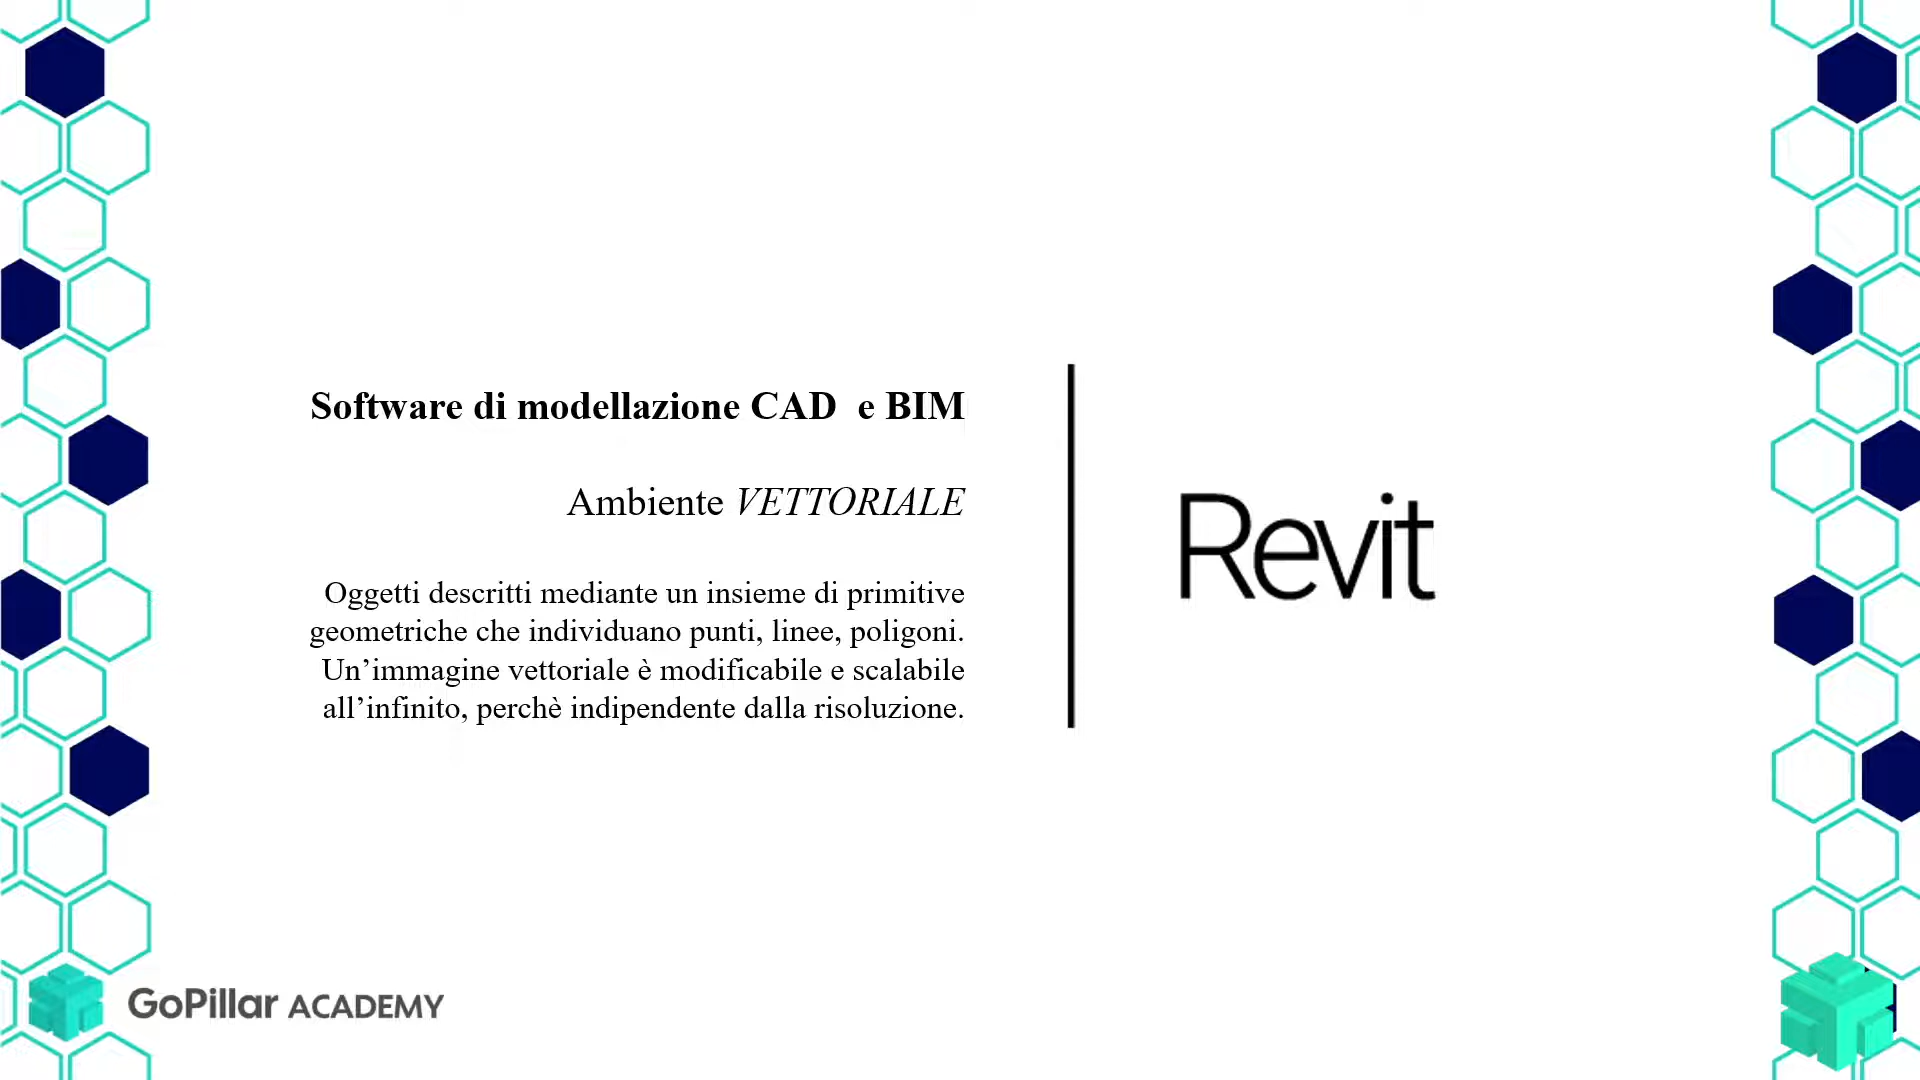 Software di modellazione CAD  e BIM
Ambiente VETTORIALE
Oggetti descritti mediante un insieme di primitive
geometriche che individuano punti, linee, poligoni.
Un’immagine vettoriale è modificabile e scalabile
all’infinito, perchè indipendente dalla risoluzione.
Revit
GoPillar ACADEMY